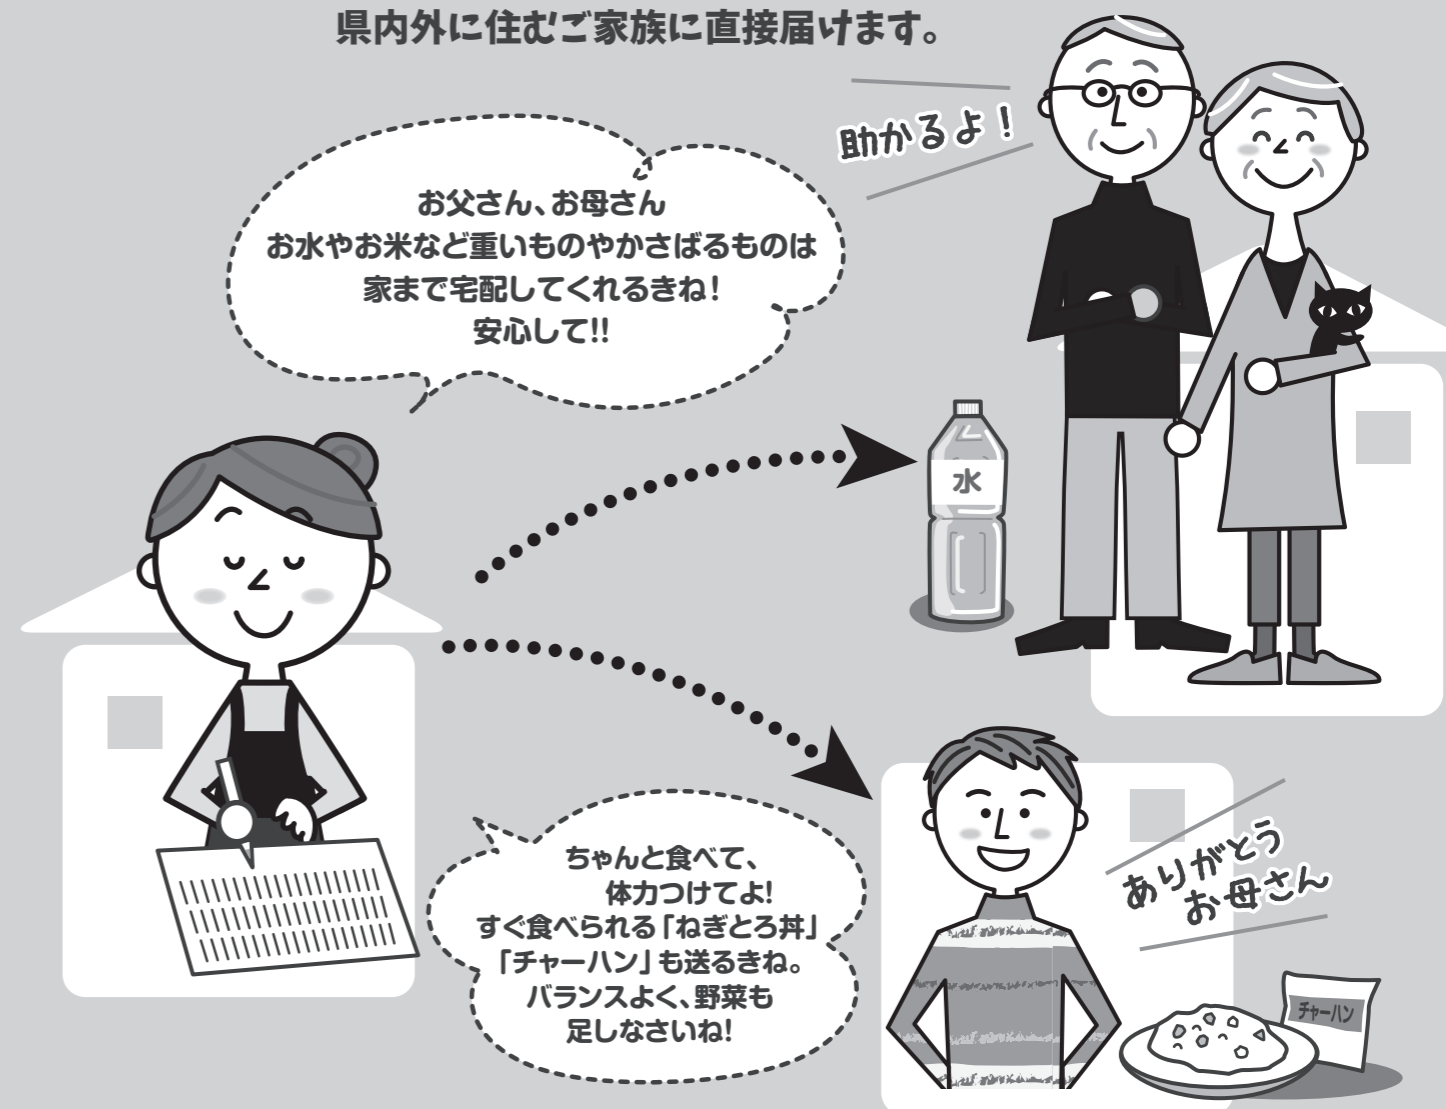 県内外に住むご家族に直接届けます。
助かるよ！
お父さん、お母さん
お水やお米など重いものやかさばるものは
家まで宅配してくれるきね！
安心して!!
水
ちゃんと食べて、
体力つけてよ!
すぐ食べられる「ねぎとろ丼」
「チャーハン」も送るきね。
バランスよく、野菜も
足しなさいね!
ありがとう
お母さん
チャーハン